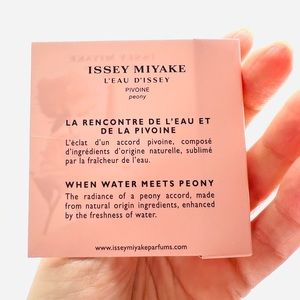 ISSEY MIYAKE
L'EAU D'ISSEY
PIVOINE
peony
LA RENCONTRE DE L'EAU ET
DE LA PIVOINE
L'éclat d'un accord pivoine, composé
d'ingrédients d'origine naturelle, sublimé
par la fraîcheur de l'eau.
WHEN WATER MEETS PEONY
The radiance of a peony accord, made
from natural origin ingredients, enhanced
by the freshness of water.
www.isseymiyakeparfums.com